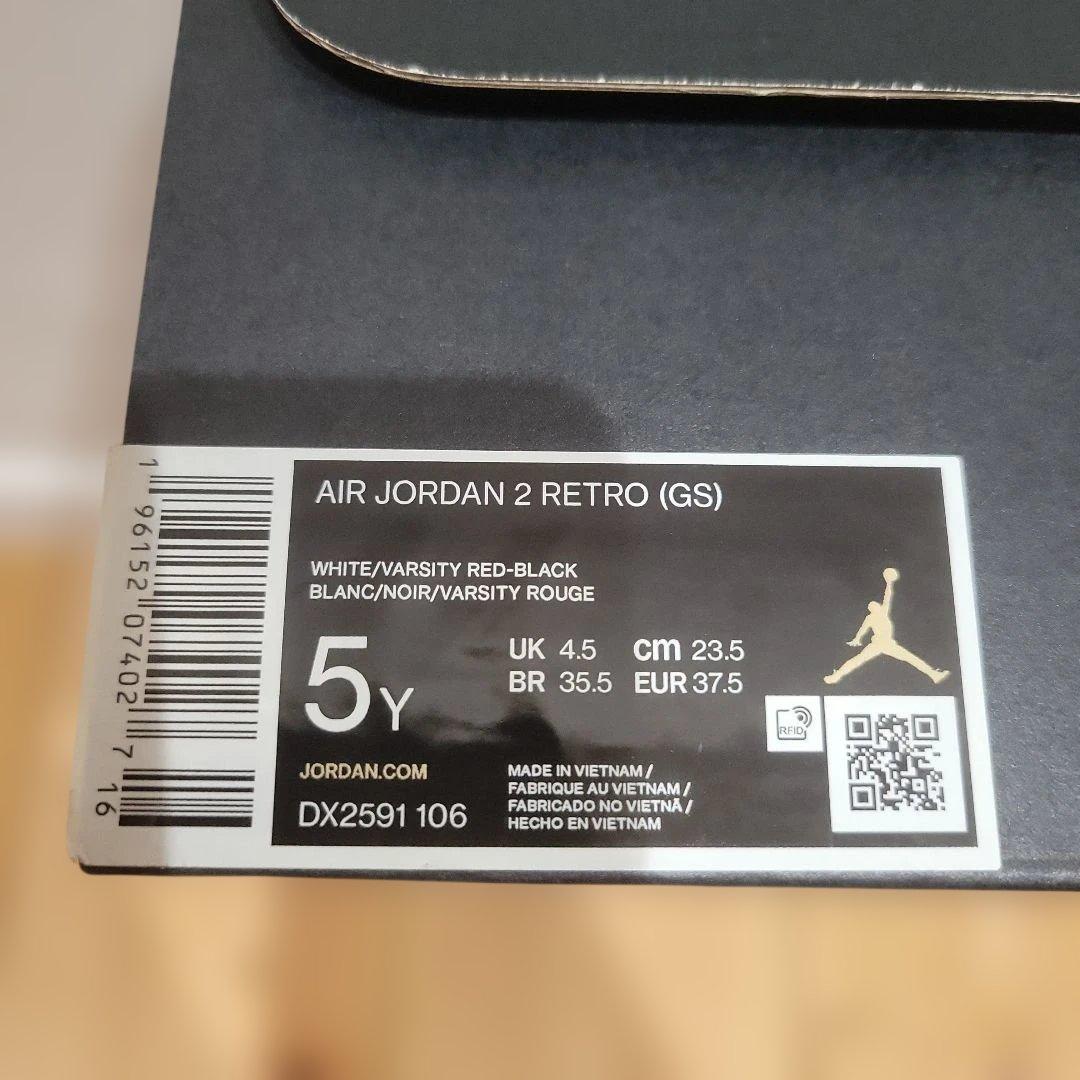 AIR JORDAN 2 RETRO (GS)
WHITE/VARSITY RED-BLACK
BLANC/NOIR/VARSITY ROUGE
5Y
UK 4.5 cm 23.5
BR 35.5 EUR 37.5
RFID
JORDAN.COM
DX2591 106
MADE IN VIETNAM /
FABRIQUE AU VIETNAM /
FABRICADO NO VIETNÃ /
HECHO EN VIETNAM
1 96152 07402 7 16